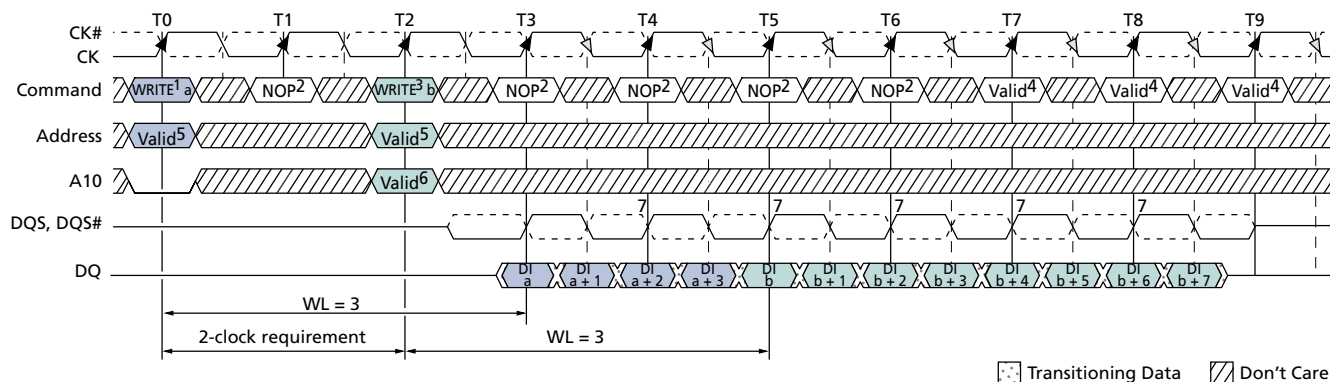 T0 T1 T2 T3 T4 T5 T6 T7 T8 T9
CK#
CK
Command WRITE1 a NOP2 WRITE3 b NOP2 NOP2 NOP2 NOP2 Valid4 Valid4 Valid4
Address Valid5 Valid5
A10 Valid6
7 7 7 7 7
DQS, DQS#
DQ DI a DI a + 1 DI a + 2 DI a + 3 DI b DI b + 1 DI b + 2 DI b + 3 DI b + 4 DI b + 5 DI b + 6 DI b + 7
WL = 3
2-clock requirement WL = 3
Transitioning Data Don't Care